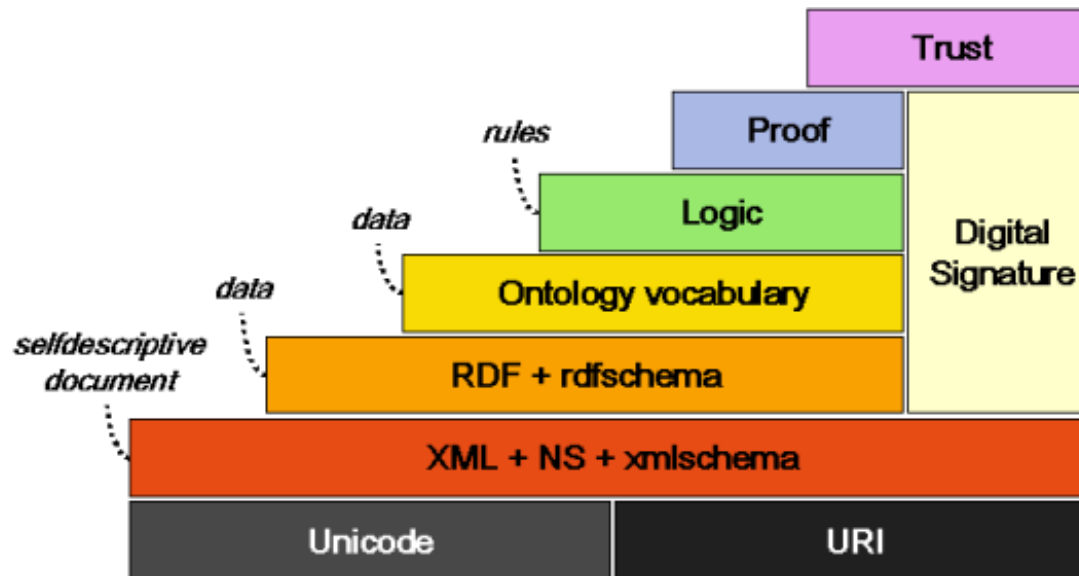 Trust
Proof
rules
Logic
Digital
Signature
data
Ontology vocabulary
data
RDF + rdfschema
selfdescriptive
document
XML + NS + xmlschema
Unicode
URI